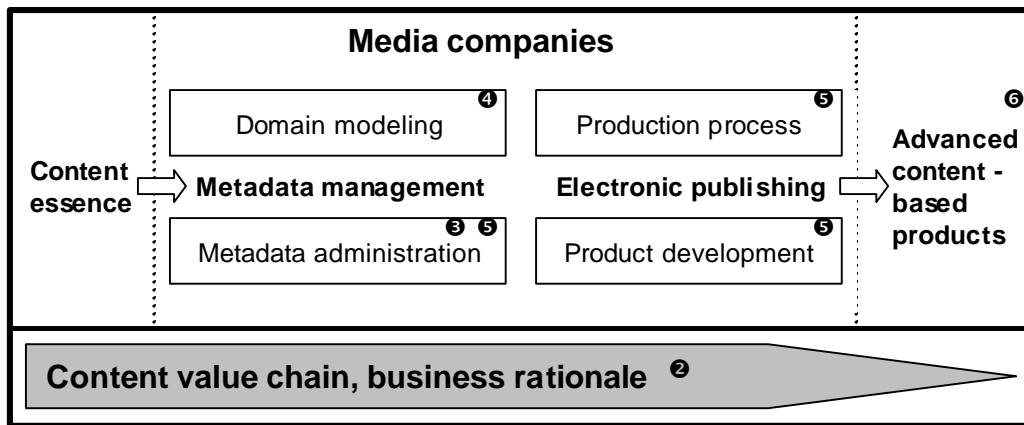 Media companies
❹
Domain modeling
❺
Production process
❻
Advanced
content -
based
products
Content
essence
Metadata management
Electronic publishing
❸ ❺
Metadata administration
❺
Product development
Content value chain, business rationale ❷